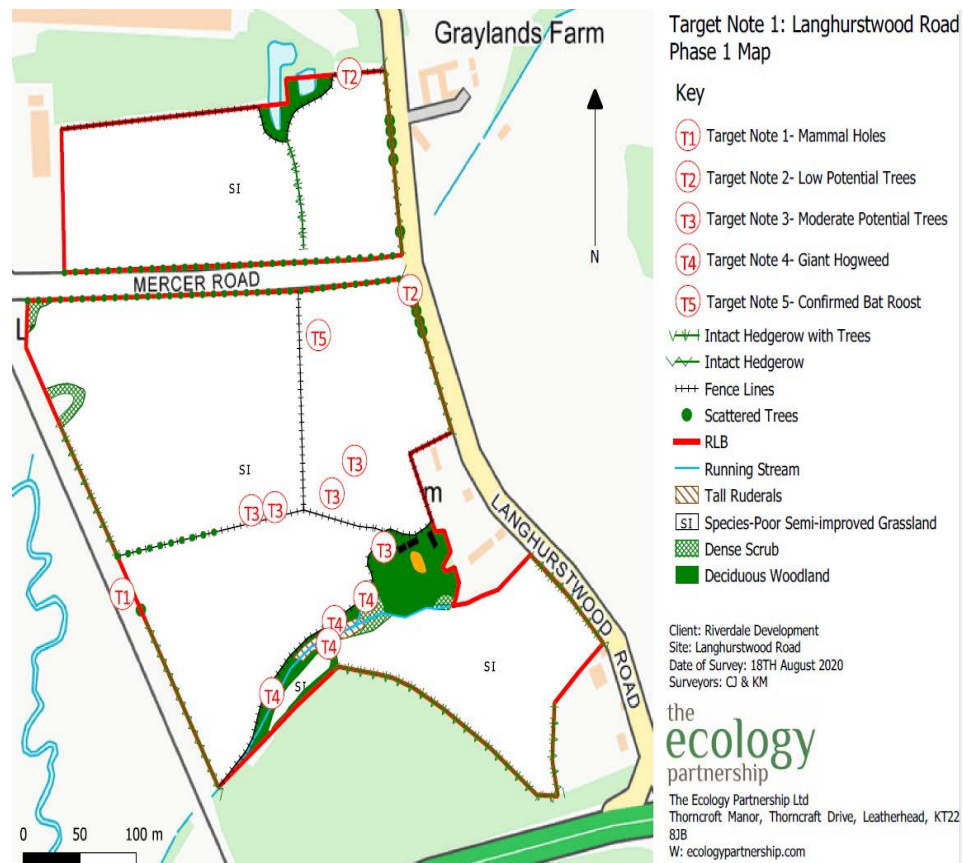 Graylands Farm
T2
SI
N
MERCER ROAD
T2
L
T5
T3
SI
T3
m
T3
T3
T3
LANGHURSTWOOD
ROAD
T1
T4
T4
T4
SI
SI
T4
0 50 100 m
Target Note 1: Langhurstwood Road
Phase 1 Map
Key
T1 Target Note 1- Mammal Holes
T2 Target Note 2- Low Potential Trees
T3 Target Note 3- Moderate Potential Trees
T4 Target Note 4- Giant Hogweed
T5 Target Note 5- Confirmed Bat Roost
Intact Hedgerow with Trees
Intact Hedgerow
Fence Lines
Scattered Trees
RLB
Running Stream
Tall Ruderals
SI Species-Poor Semi-improved Grassland
Dense Scrub
Deciduous Woodland
Client: Riverdale Development
Site: Langhurstwood Road
Date of Survey: 18TH August 2020
Surveyors: CJ & KM
the
ecology
partnership
The Ecology Partnership Ltd
Thorncroft Manor, Thorncroft Drive, Leatherhead, KT22
8JB
W: ecologypartnership.com